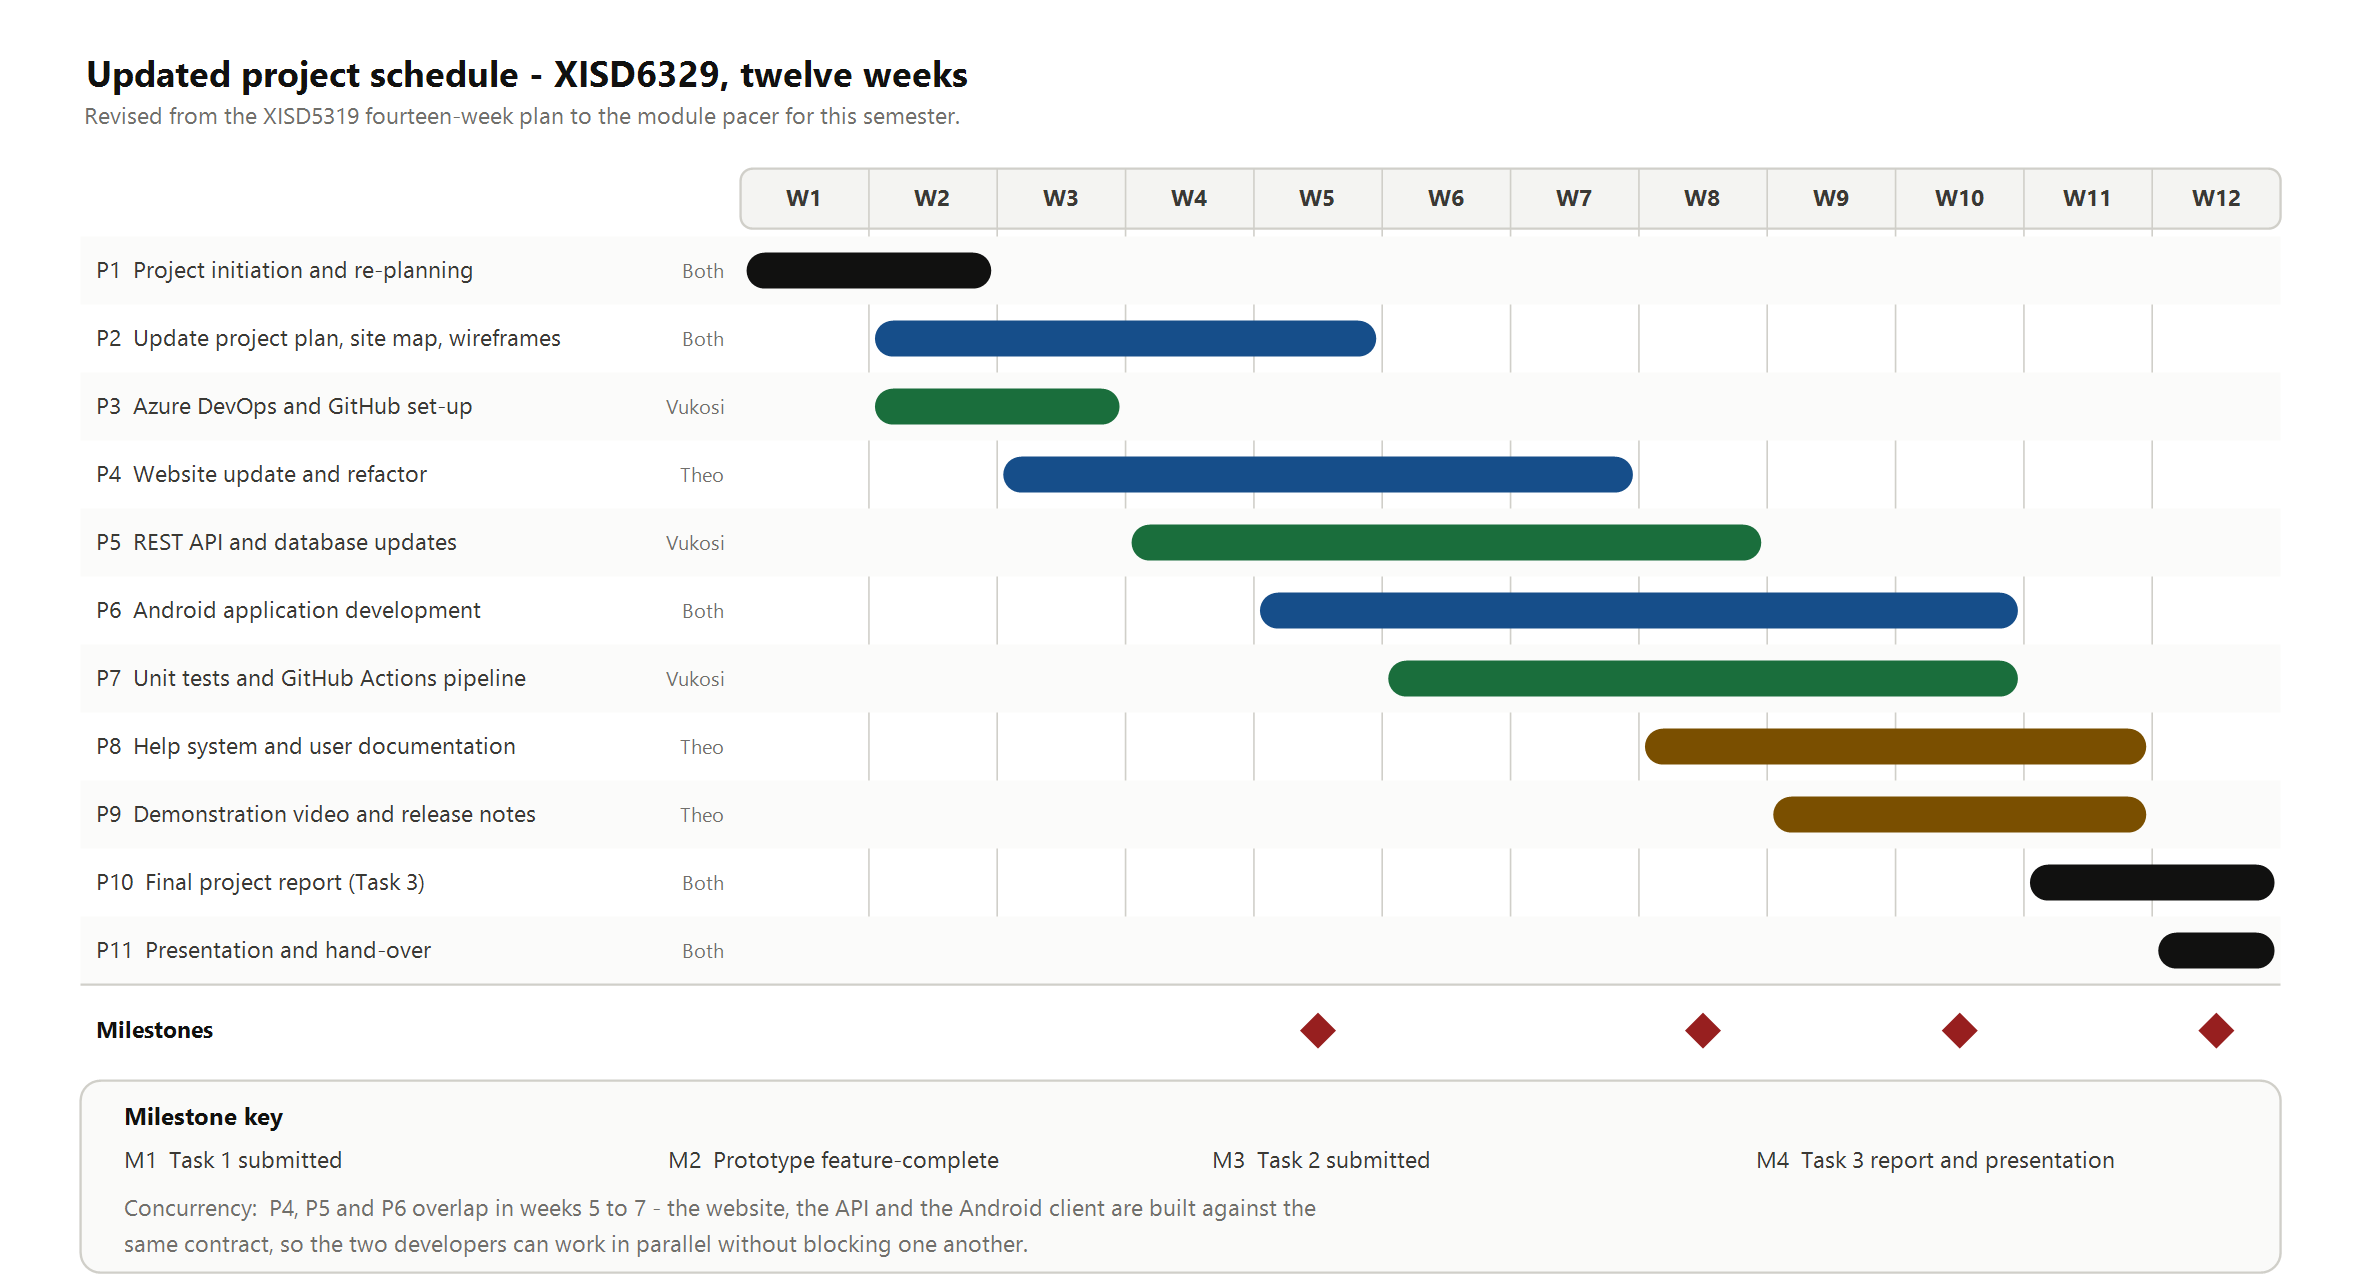 Updated project schedule - XISD6329, twelve weeks
Revised from the XISD5319 fourteen-week plan to the module pacer for this semester.
W1 W2 W3 W4 W5 W6 W7 W8 W9 W10 W11 W12
P1 Project initiation and re-planning Both
P2 Update project plan, site map, wireframes Both
P3 Azure DevOps and GitHub set-up Vukosi
P4 Website update and refactor Theo
P5 REST API and database updates Vukosi
P6 Android application development Both
P7 Unit tests and GitHub Actions pipeline Vukosi
P8 Help system and user documentation Theo
P9 Demonstration video and release notes Theo
P10 Final project report (Task 3) Both
P11 Presentation and hand-over Both
Milestones
Milestone key
M1 Task 1 submitted M2 Prototype feature-complete M3 Task 2 submitted M4 Task 3 report and presentation
Concurrency: P4, P5 and P6 overlap in weeks 5 to 7 - the website, the API and the Android client are built against the
same contract, so the two developers can work in parallel without blocking one another.